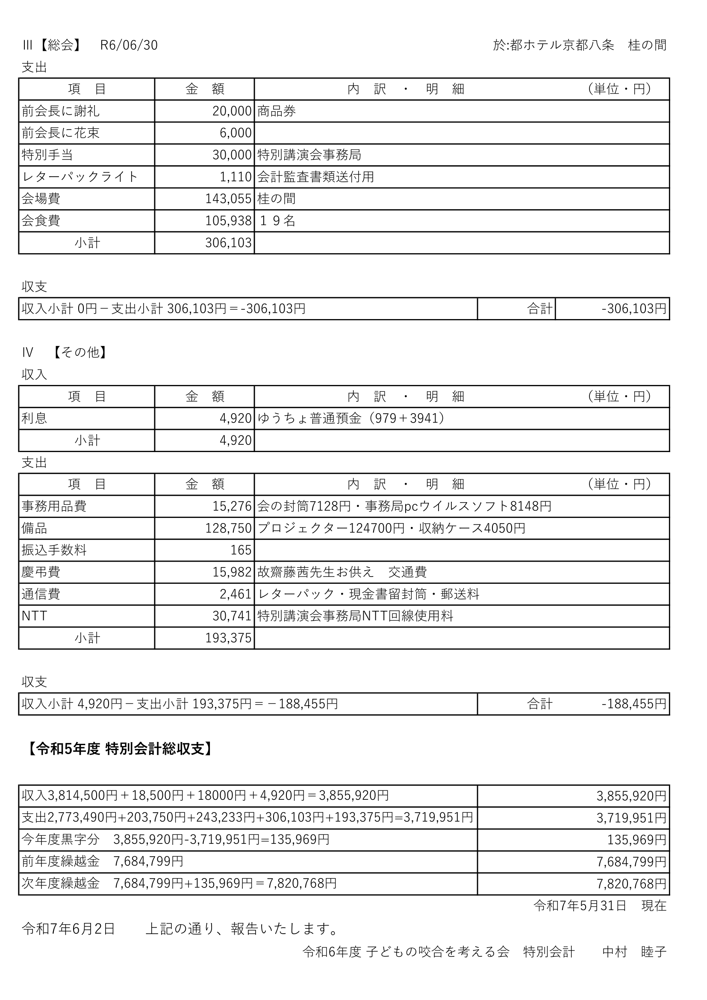 Ⅲ【総会】　R6/06/30　於:都ホテル京都八条　桂の間
支出
項　目　金　額　内　訳　・　明　細　（単位・円）
前会長に謝礼 20,000 商品券
前会長に花束 6,000
特別手当 30,000 特別講演会事務局
レターパックライト 1,110 会計監査書類送付用
会場費 143,055 桂の間
会食費 105,938 １９名
小計 306,103
収支
収入小計 0円－支出小計 306,103円＝-306,103円 合計 -306,103円
Ⅳ　【その他】
収入
項　目　金　額　内　訳　・　明　細　（単位・円）
利息 4,920 ゆうちょ普通預金（979＋3941）
小計 4,920
支出
項　目　金　額　内　訳　・　明　細　（単位・円）
事務用品費 15,276 会の封筒7128円・事務局pcウイルスソフト8148円
備品 128,750 プロジェクター124700円・収納ケース4050円
振込手数料 165
慶弔費 15,982 故齋藤茜先生お供え　交通費
通信費 2,461 レターパック・現金書留封筒・郵送料
NTT 30,741 特別講演会事務局NTT回線使用料
小計 193,375
収支
収入小計 4,920円－支出小計 193,375円＝－188,455円 合計 -188,455円
【令和5年度 特別会計総収支】
収入3,814,500円＋18,500円＋18000円＋4,920円＝3,855,920円 3,855,920円
支出2,773,490円+203,750円+243,233円+306,103円+193,375円=3,719,951円 3,719,951円
今年度黒字分　3,855,920円-3,719,951円=135,969円 135,969円
前年度繰越金　7,684,799円 7,684,799円
次年度繰越金　7,684,799円+135,969円＝7,820,768円 7,820,768円
令和7年5月31日　現在
令和7年6月2日　　上記の通り、報告いたします。
令和6年度 子どもの咬合を考える会　特別会計　　中村　睦子